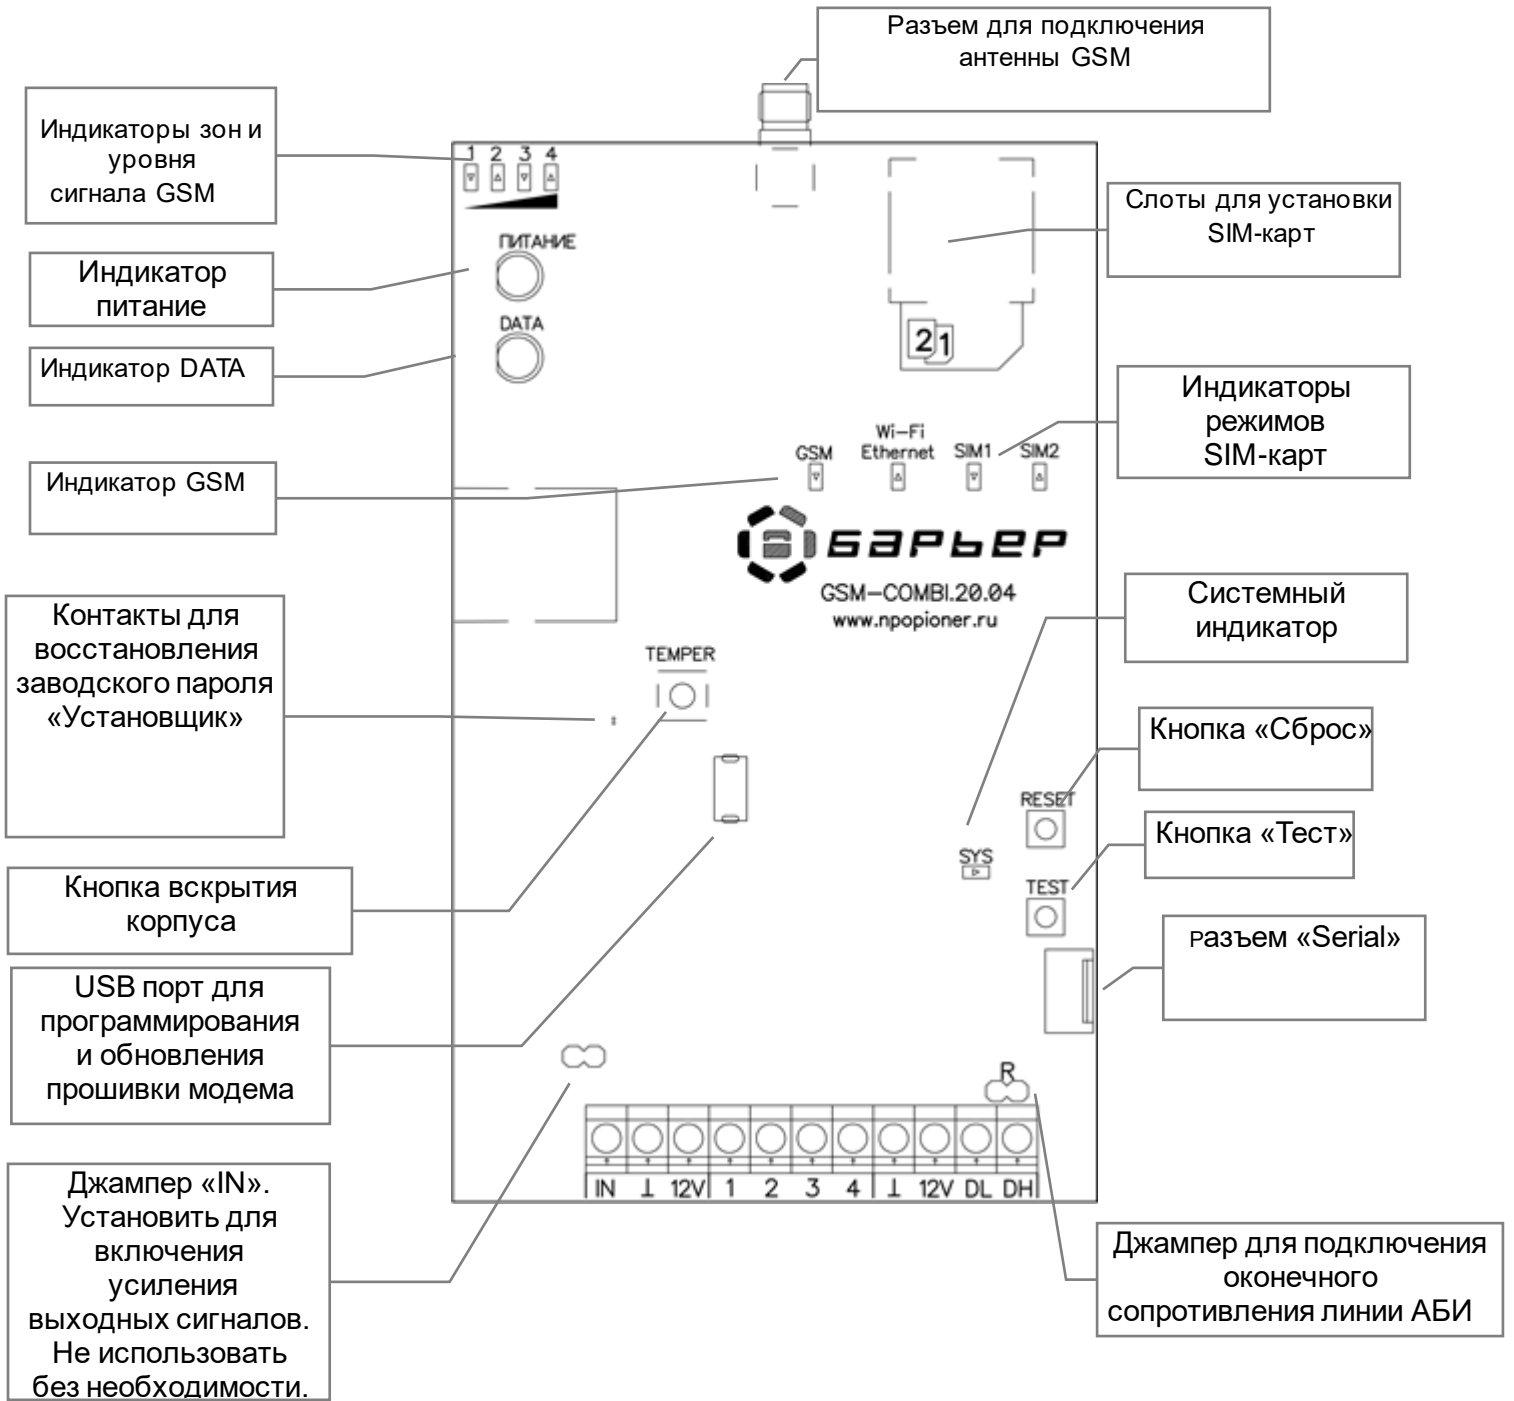 Разъем для подключения
антенны GSM
Индикаторы зон и
уровня
сигнала GSM
1 2 3 4
Слоты для установки
SIM-карт
ПИТАНИЕ
Индикатор
питание
DATA
Индикатор DATA
2 1
Индикаторы
режимов
SIM-карт
Wi-Fi
GSM Ethernet SIM1 SIM2
Индикатор GSM
БАРЬЕР
GSM-COMBI.20.04
www.npopioner.ru
Системный
индикатор
Контакты для
восстановления
заводского пароля
«Установщик»
TEMPER
Кнопка «Сброс»
RESET
Кнопка «Тест»
SYS
TEST
Кнопка вскрытия
корпуса
Разъем «Serial»
USB порт для
программирования
и обновления
прошивки модема
R
IN ⊥ 12V 1 2 3 4 ⊥ 12V DL DH
Джампер «IN».
Установить для
включения
усиления
выходных сигналов.
Не использовать
без необходимости.
Джампер для подключения
оконечного
сопротивления линии АБИ